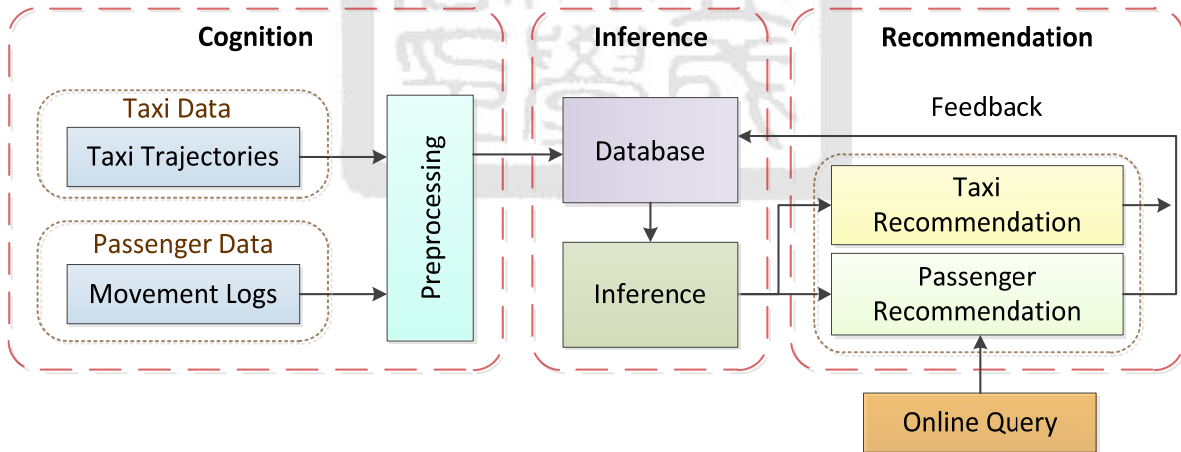 Cognition
Inference
Recommendation
Taxi Data
Taxi Trajectories
Passenger Data
Movement Logs
Preprocessing
Database
Inference
Feedback
Taxi
Recommendation
Passenger
Recommendation
Online Query